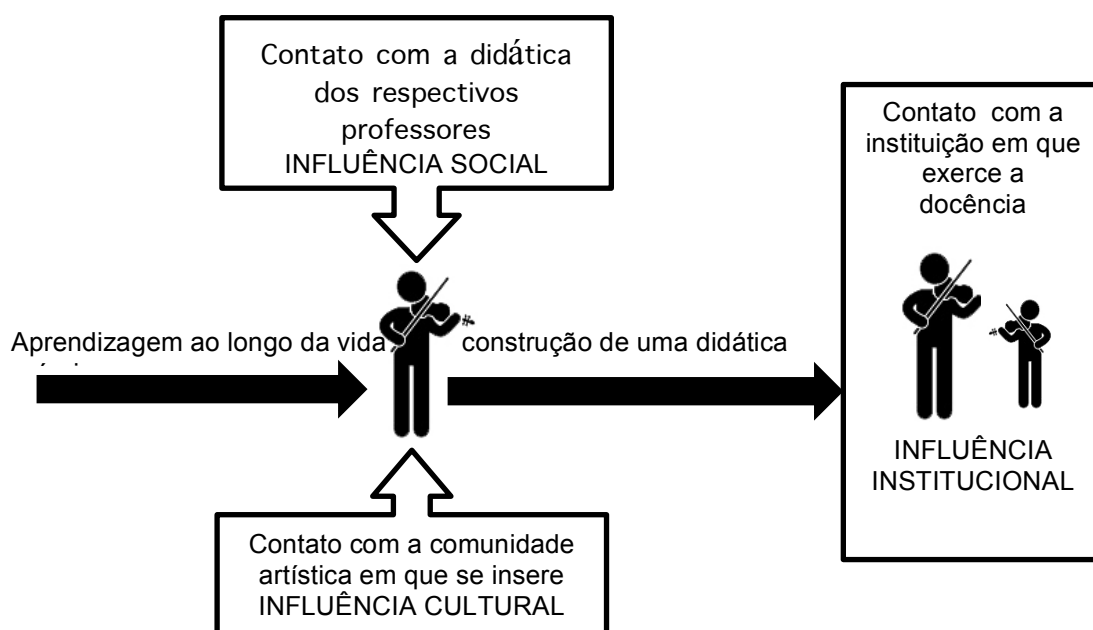 Contato com a didática
dos respectivos
professores
INFLUÊNCIA SOCIAL
Contato com a
instituição em que
exerce a
docência
Aprendizagem ao longo da vida
construção de uma didática
INFLUÊNCIA
INSTITUCIONAL
Contato com a comunidade
artística em que se insere
INFLUÊNCIA CULTURAL